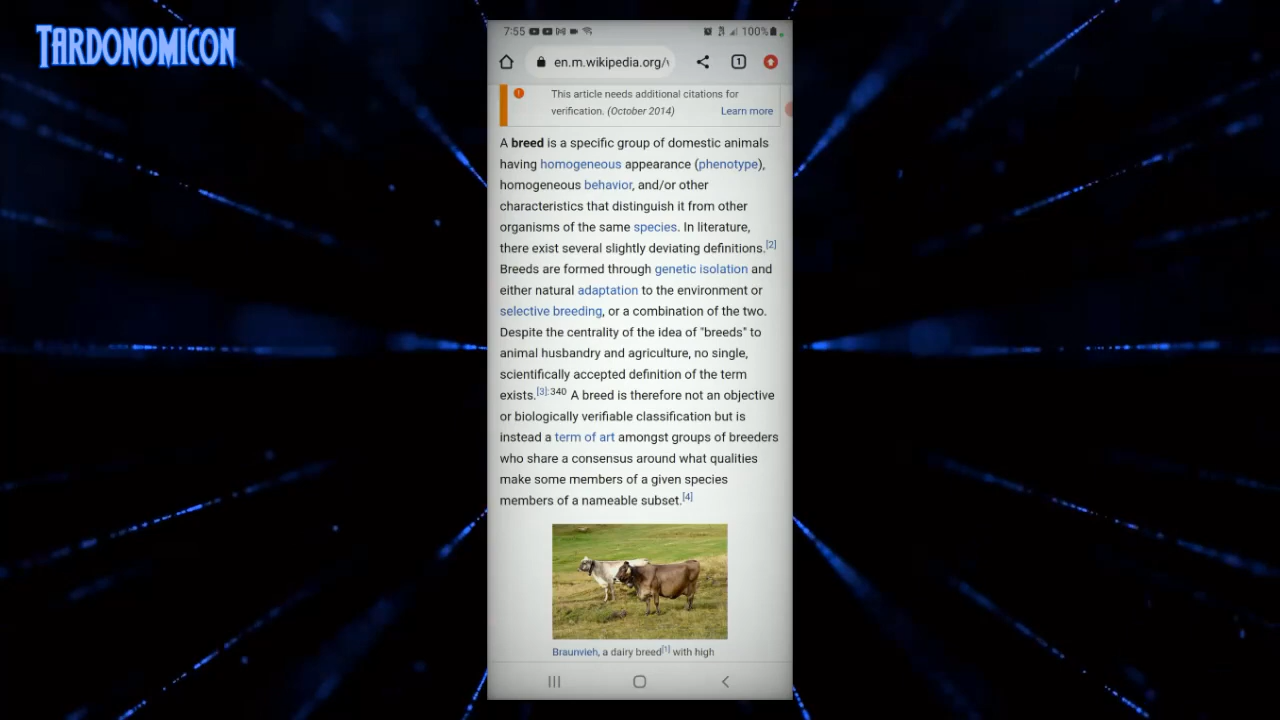 TARDONOMICON
7:55
100%
en.m.wikipedia.org/
1
This article needs additional citations for
verification. (October 2014)
Learn more
A breed is a specific group of domestic animals
having homogeneous appearance (phenotype),
homogeneous behavior, and/or other
characteristics that distinguish it from other
organisms of the same species. In literature,
there exist several slightly deviating definitions.[2]
Breeds are formed through genetic isolation and
either natural adaptation to the environment or
selective breeding, or a combination of the two.
Despite the centrality of the idea of "breeds" to
animal husbandry and agriculture, no single,
scientifically accepted definition of the term
exists.[3]:340 A breed is therefore not an objective
or biologically verifiable classification but is
instead a term of art amongst groups of breeders
who share a consensus around what qualities
make some members of a given species
members of a nameable subset.[4]
Braunvieh, a dairy breed[1] with high